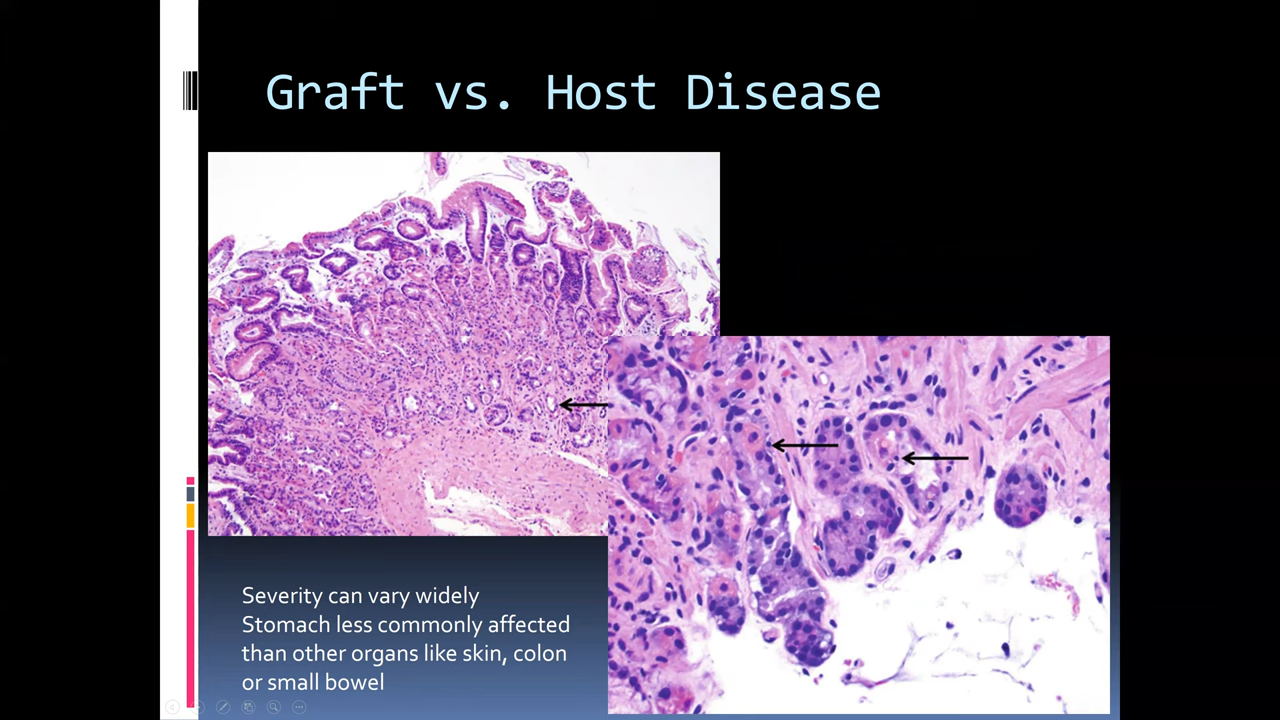 Graft vs. Host Disease
Severity can vary widely
Stomach less commonly affected
than other organs like skin, colon
or small bowel